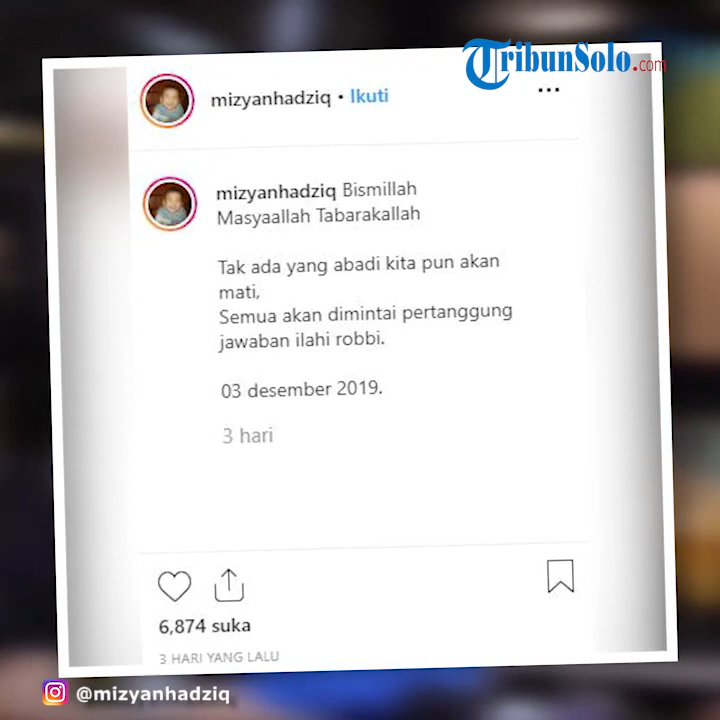 TribunSolo.com
mizyanhadziq • Ikuti
mizyanhadziq Bismillah
Masyaallah Tabarakallah
Tak ada yang abadi kita pun akan
mati,
Semua akan dimintai pertanggung
jawaban ilahi robbi.
03 desember 2019.
3 hari
6,874 suka
3 HARI YANG LALU
@mizyanhadziq